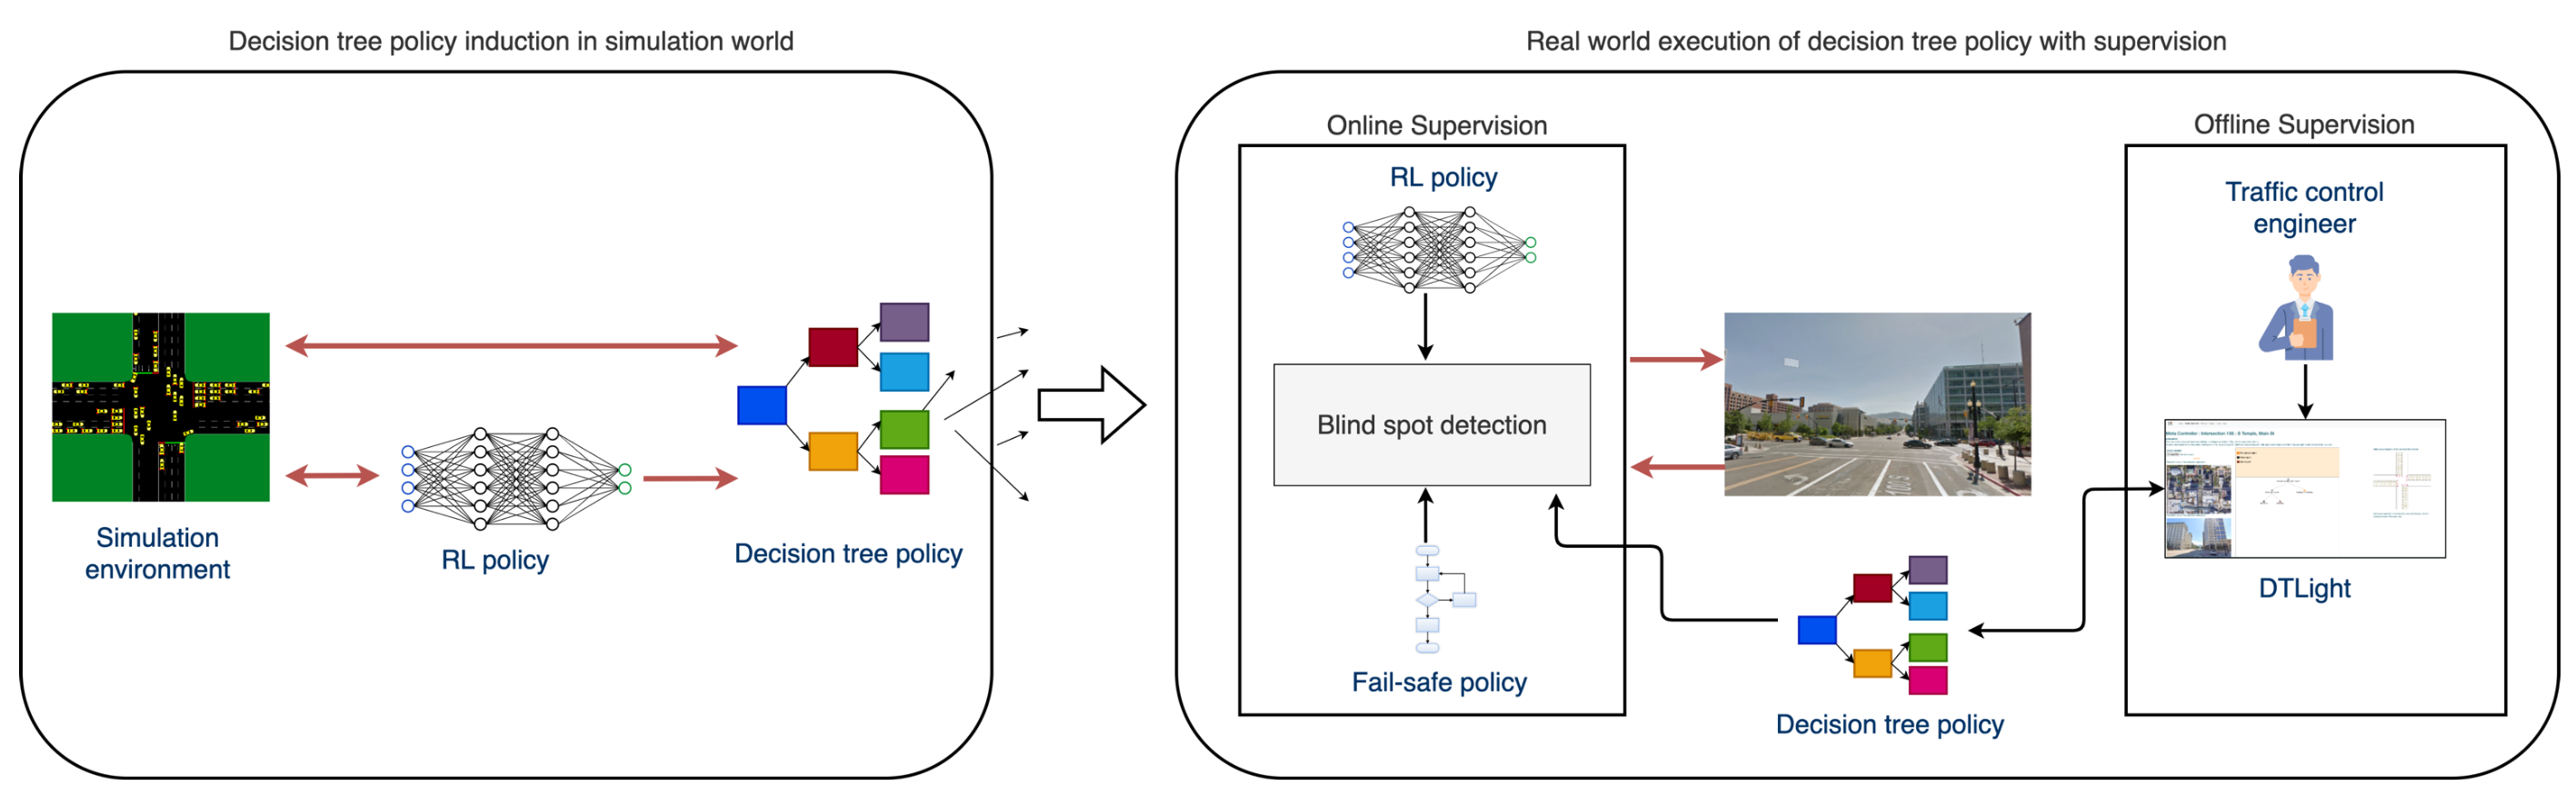 Decision tree policy induction in simulation world
Simulation
environment
RL policy
Decision tree policy
Real world execution of decision tree policy with supervision
Online Supervision
RL policy
Blind spot detection
Fail-safe policy
Decision tree policy
Offline Supervision
Traffic control
engineer
DTLight